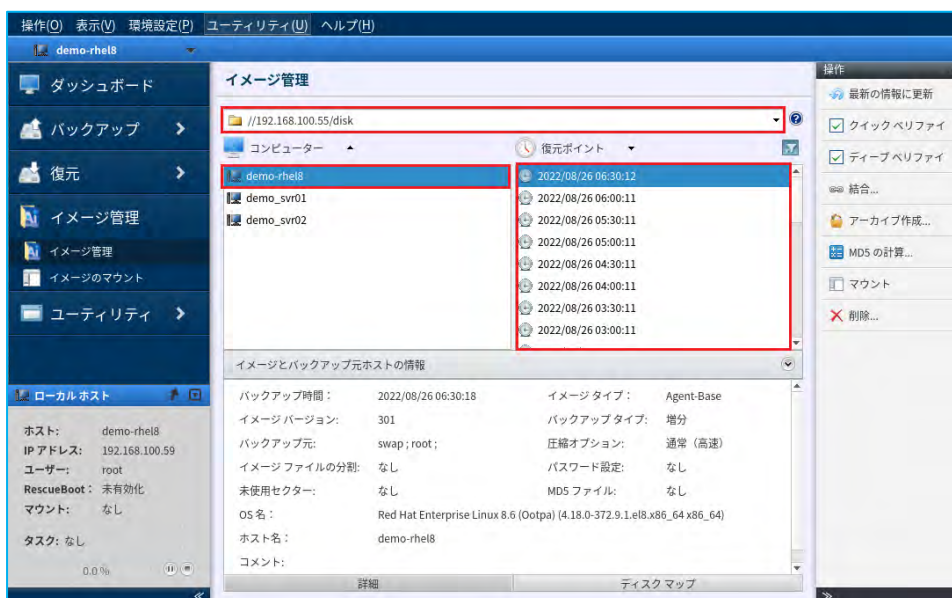 操作(O) 表示(V) 環境設定(P) ユーティリティ(U) ヘルプ(H)
demo-rhel8
ダッシュボード
バックアップ
復元
イメージ管理
イメージ管理
イメージのマウント
ユーティリティ
ローカル ホスト
ホスト: demo-rhel8
IP アドレス: 192.168.100.59
ユーザー: root
RescueBoot: 未有効化
マウント: なし
タスク: なし
0.0 %
イメージ管理
//192.168.100.55/disk
コンピューター
復元ポイント
demo-rhel8
demo_svr01
demo_svr02
2022/08/26 06:30:12
2022/08/26 06:00:11
2022/08/26 05:30:11
2022/08/26 05:00:11
2022/08/26 04:30:11
2022/08/26 04:00:11
2022/08/26 03:30:11
2022/08/26 03:00:11
イメージとバックアップ元ホストの情報
バックアップ時間: 2022/08/26 06:30:18 イメージ タイプ: Agent-Base
イメージ バージョン: 301 バックアップ タイプ: 増分
バックアップ元: swap ; root ; 圧縮オプション: 通常（高速）
イメージ ファイルの分割: なし パスワード設定: なし
未使用セクター: なし MD5 ファイル: なし
OS 名: Red Hat Enterprise Linux 8.6 (Ootpa) (4.18.0-372.9.1.el8.x86_64 x86_64)
ホスト名: demo-rhel8
コメント:
詳細 ディスク マップ
操作
最新の情報に更新
クイック ベリファイ
ディープ ベリファイ
結合...
アーカイブ作成...
MD5 の計算...
マウント
削除...